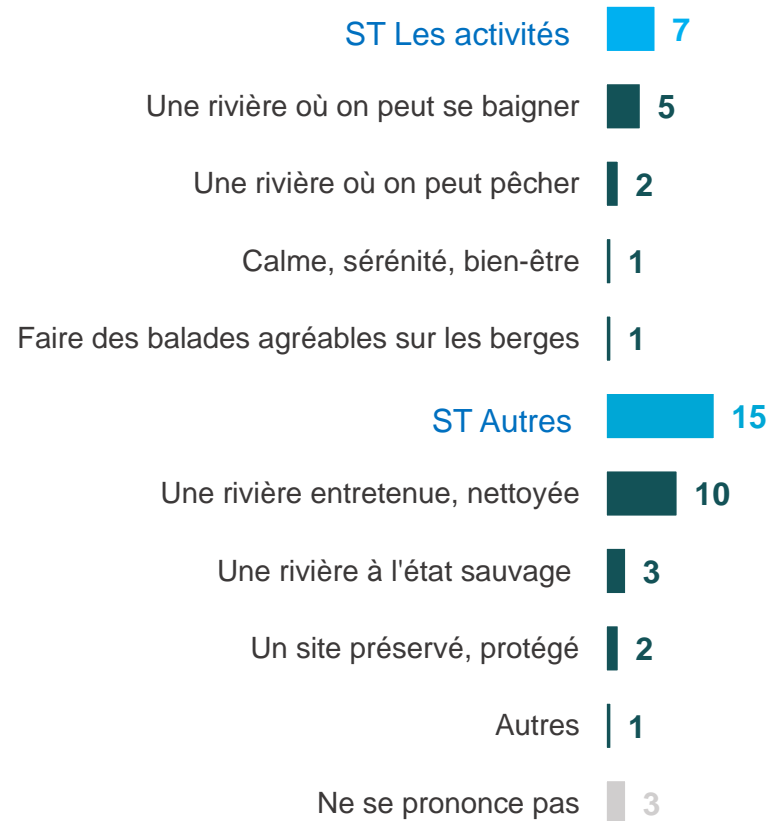 ST Les activités 7
Une rivière où on peut se baigner 5
Une rivière où on peut pêcher 2
Calme, sérénité, bien-être 1
Faire des balades agréables sur les berges 1
ST Autres 15
Une rivière entretenue, nettoyée 10
Une rivière à l'état sauvage 3
Un site préservé, protégé 2
Autres 1
Ne se prononce pas 3